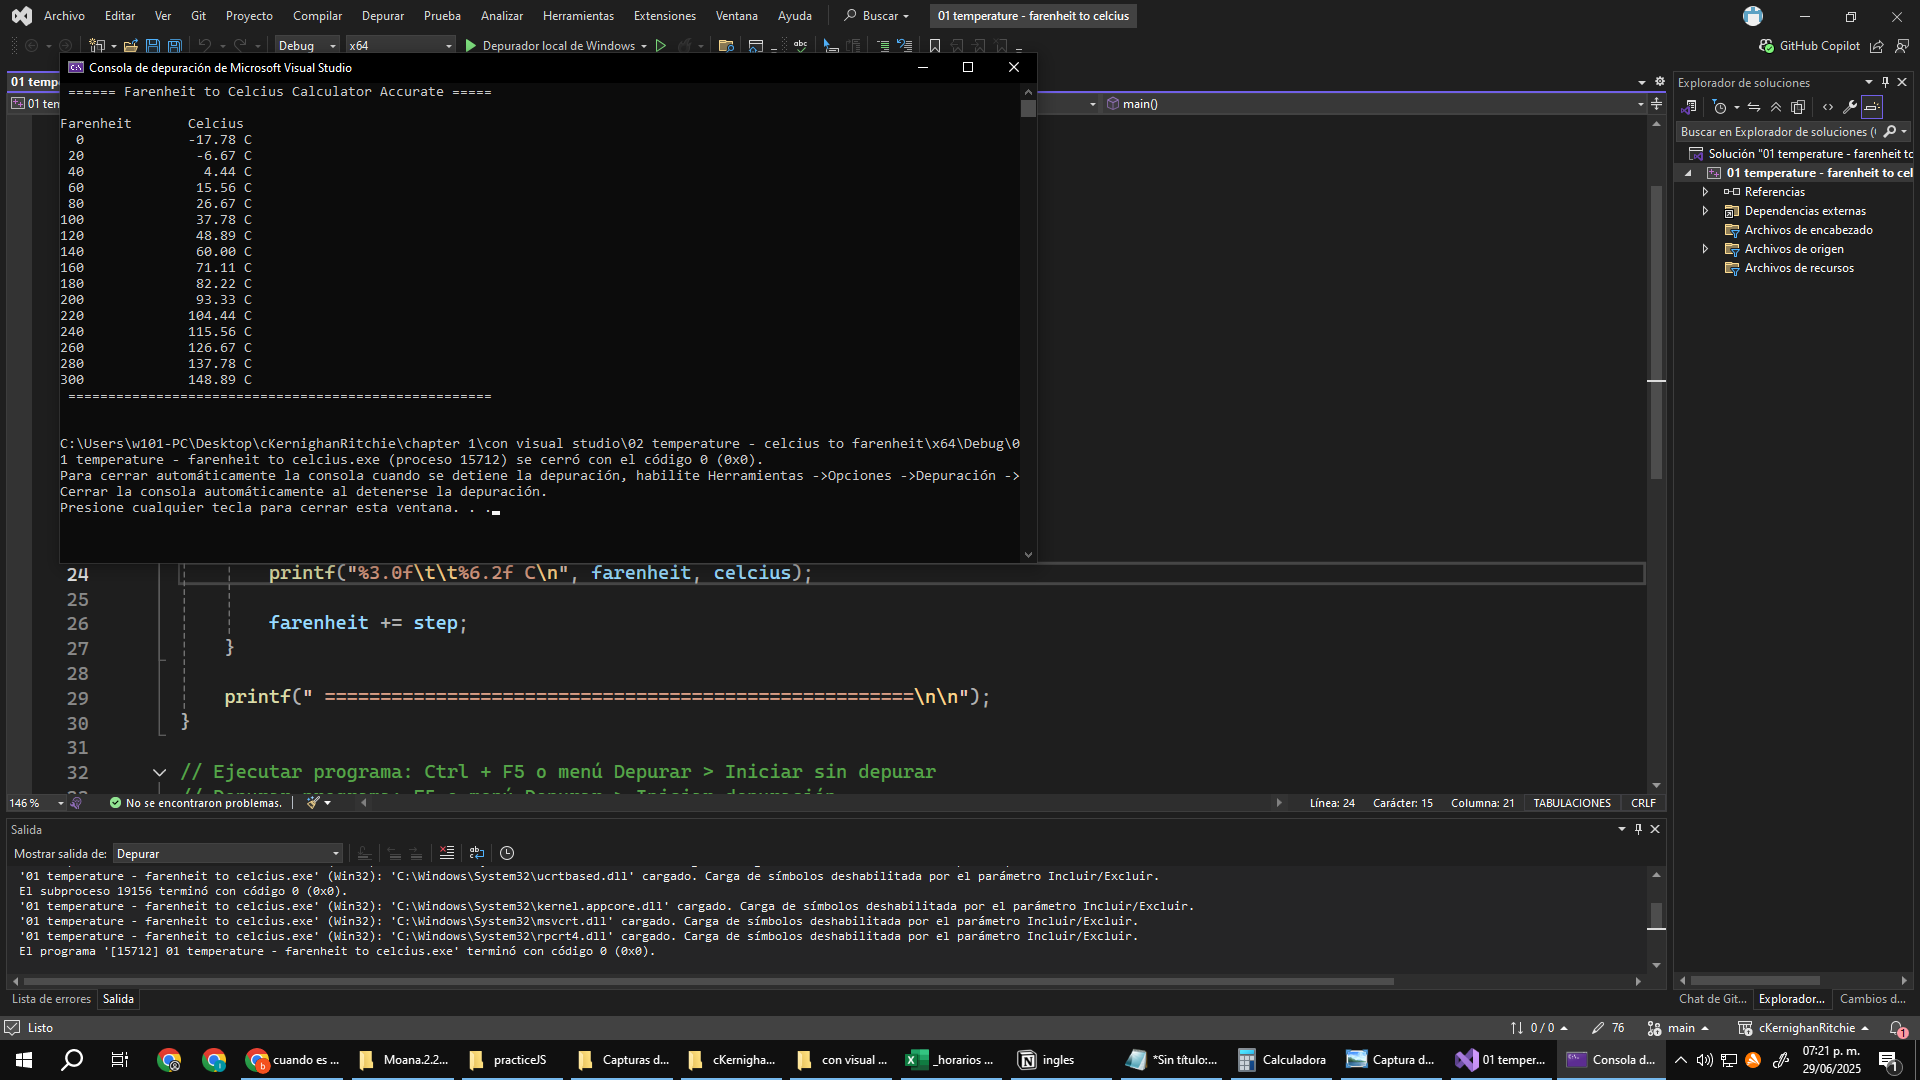 Archivo Editar Ver Git Proyecto Compilar Depurar Prueba Analizar Herramientas Extensiones Ventana Ayuda Buscar 01 temperature - farenheit to celcius
Debug x64 Depurador local de Windows GitHub Copilot
01 temp
01 ten
main()
Consola de depuración de Microsoft Visual Studio
====== Farenheit to Celcius Calculator Accurate =====
Farenheit Celcius
0 -17.78 C
20 -6.67 C
40 4.44 C
60 15.56 C
80 26.67 C
100 37.78 C
120 48.89 C
140 60.00 C
160 71.11 C
180 82.22 C
200 93.33 C
220 104.44 C
240 115.56 C
260 126.67 C
280 137.78 C
300 148.89 C
=====================================================
C:\Users\w101-PC\Desktop\cKernighanRitchie\chapter 1\con visual studio\02 temperature - celcius to farenheit\x64\Debug\0
1 temperature - farenheit to celcius.exe (proceso 15712) se cerró con el código 0 (0x0).
Para cerrar automáticamente la consola cuando se detiene la depuración, habilite Herramientas ->Opciones ->Depuración ->
Cerrar la consola automáticamente al detenerse la depuración.
Presione cualquier tecla para cerrar esta ventana. . .
24 printf("%3.0f\t\t%6.2f C\n", farenheit, celcius);
25
26 farenheit += step;
27 }
28
29 printf(" =====================================================\n\n");
30 }
31
32 // Ejecutar programa: Ctrl + F5 o menú Depurar > Iniciar sin depurar
146 % No se encontraron problemas. Línea: 24 Carácter: 15 Columna: 21 TABULACIONES CRLF
Explorador de soluciones
Buscar en Explorador de soluciones (
Solución "01 temperature - farenheit to
01 temperature - farenheit to cel
Referencias
Dependencias externas
Archivos de encabezado
Archivos de origen
Archivos de recursos
Salida
Mostrar salida de: Depurar
'01 temperature - farenheit to celcius.exe' (Win32): 'C:\Windows\System32\ucrtbased.dll' cargado. Carga de símbolos deshabilitada por el parámetro Incluir/Excluir.
El subproceso 19156 terminó con código 0 (0x0).
'01 temperature - farenheit to celcius.exe' (Win32): 'C:\Windows\System32\kernel.appcore.dll' cargado. Carga de símbolos deshabilitada por el parámetro Incluir/Excluir.
'01 temperature - farenheit to celcius.exe' (Win32): 'C:\Windows\System32\msvcrt.dll' cargado. Carga de símbolos deshabilitada por el parámetro Incluir/Excluir.
'01 temperature - farenheit to celcius.exe' (Win32): 'C:\Windows\System32\rpcrt4.dll' cargado. Carga de símbolos deshabilitada por el parámetro Incluir/Excluir.
El programa '[15712] 01 temperature - farenheit to celcius.exe' terminó con código 0 (0x0).
Lista de errores Salida Chat de Git... Explorador... Cambios d...
Listo 0 / 0 76 main cKernighanRitchie 1
cuando es ... Moana.2.2... practiceJS Capturas d... cKernigha... con visual ... _horarios ... ingles *Sin título:... Calculadora Captura d... 01 temper... Consola d...
07:21 p. m.
29/06/2025
1